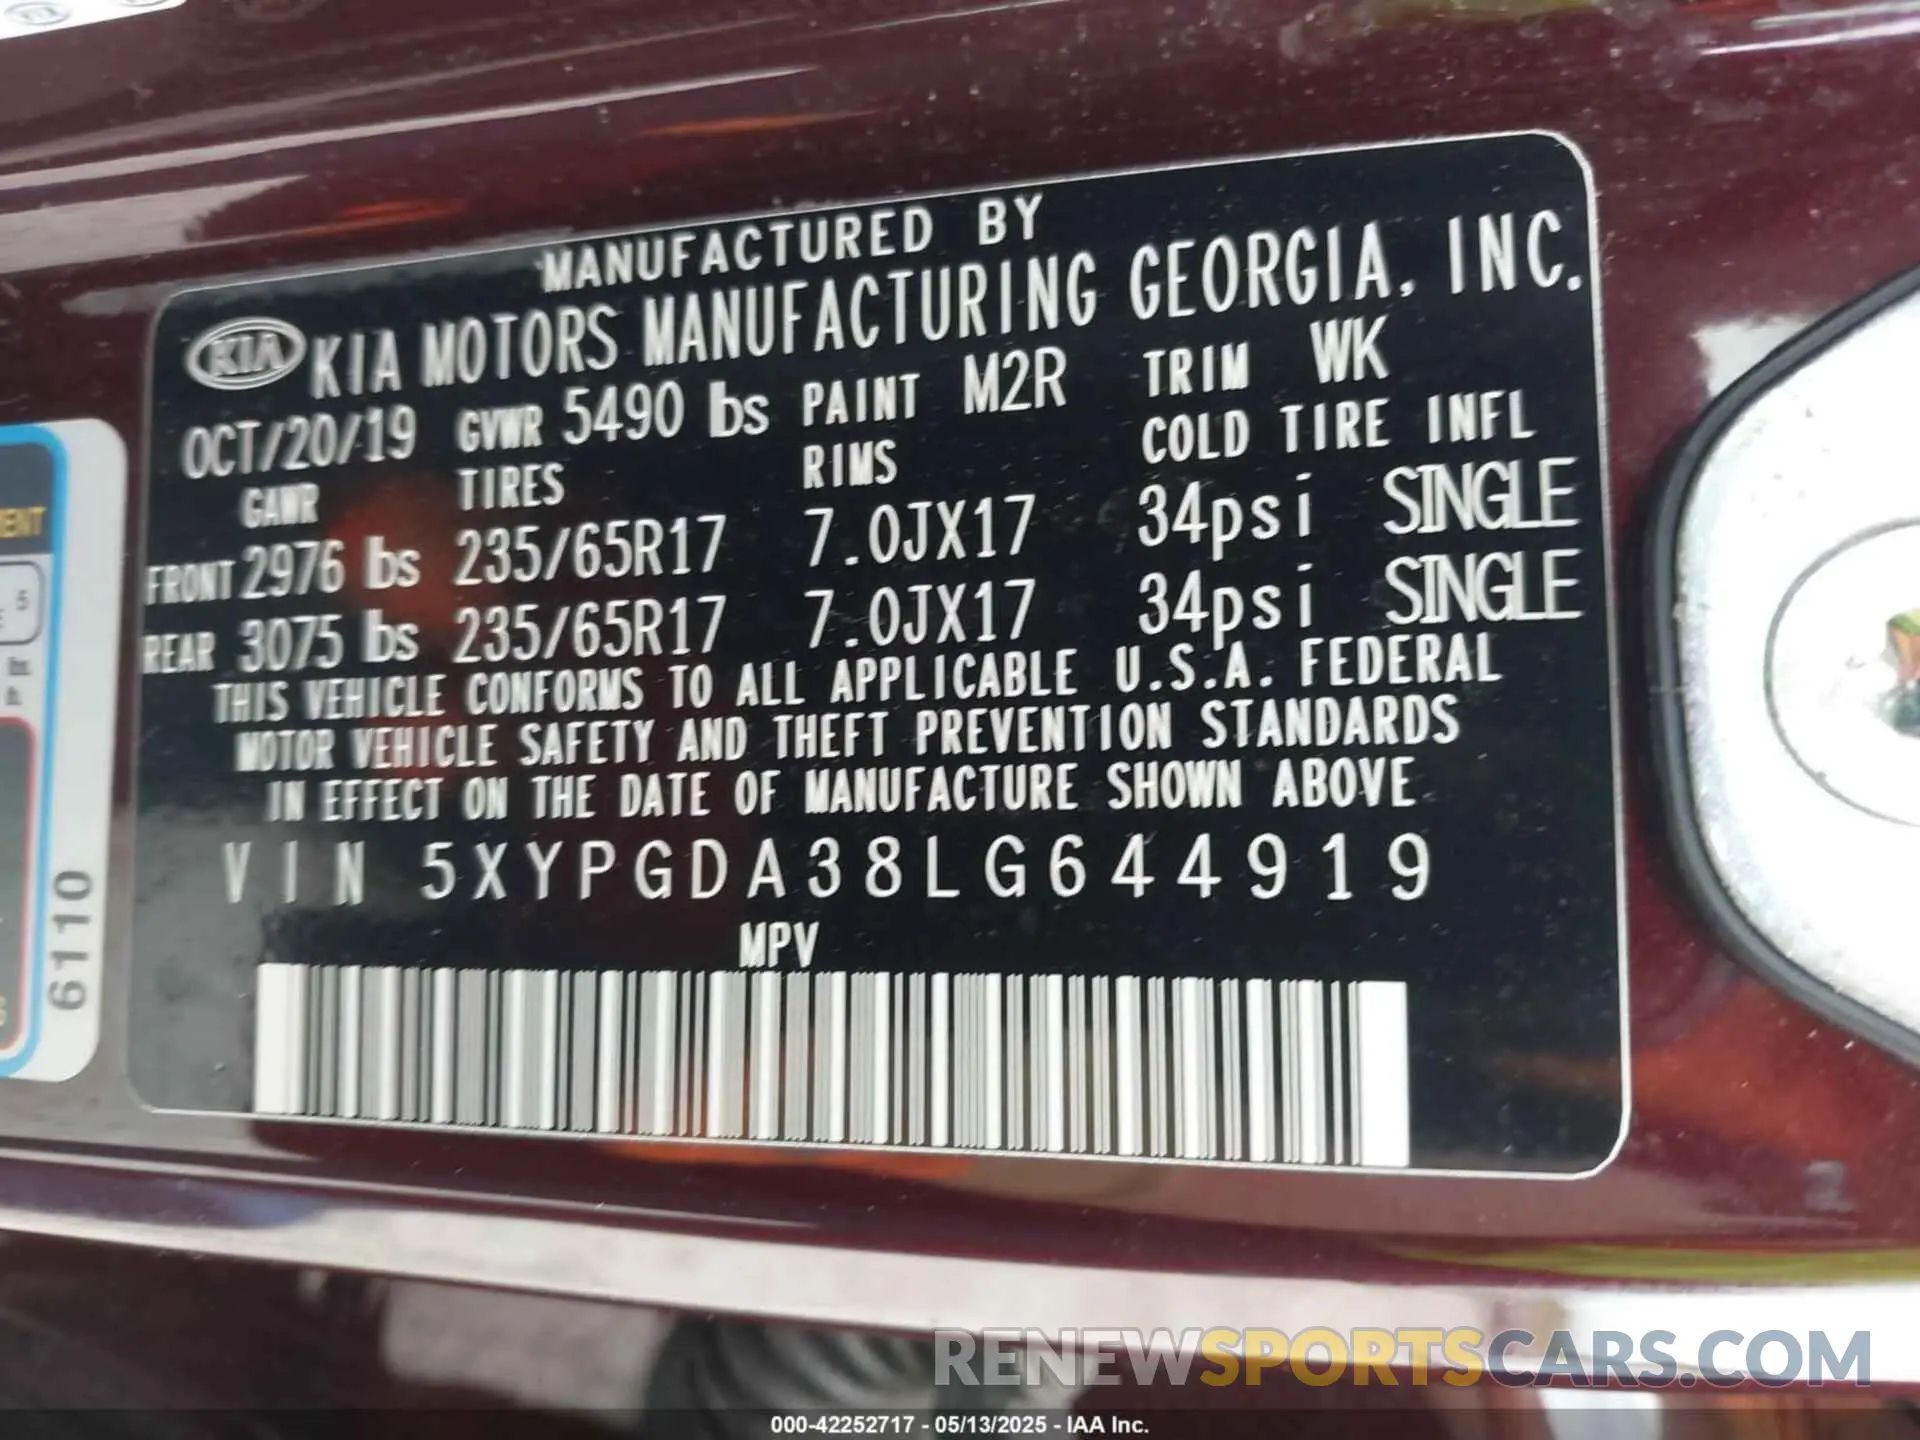 MANUFACTURED BY
KIA KIA MOTORS MANUFACTURING GEORGIA, INC.
OCT/20/19 GVWR 5490 lbs PAINT M2R TRIM WK
GAWR TIRES RIMS COLD TIRE INFL
FRONT 2976 lbs 235/65R17 7.0JX17 34psi SINGLE
REAR 3075 lbs 235/65R17 7.0JX17 34psi SINGLE
THIS VEHICLE CONFORMS TO ALL APPLICABLE U.S.A. FEDERAL
MOTOR VEHICLE SAFETY AND THEFT PREVENTION STANDARDS
IN EFFECT ON THE DATE OF MANUFACTURE SHOWN ABOVE
VIN 5XYPGDA38LG644919
MPV
5
6110
RENEWSPORTSCARS.COM
000-42252717 - 05/13/2025 - IAA Inc.